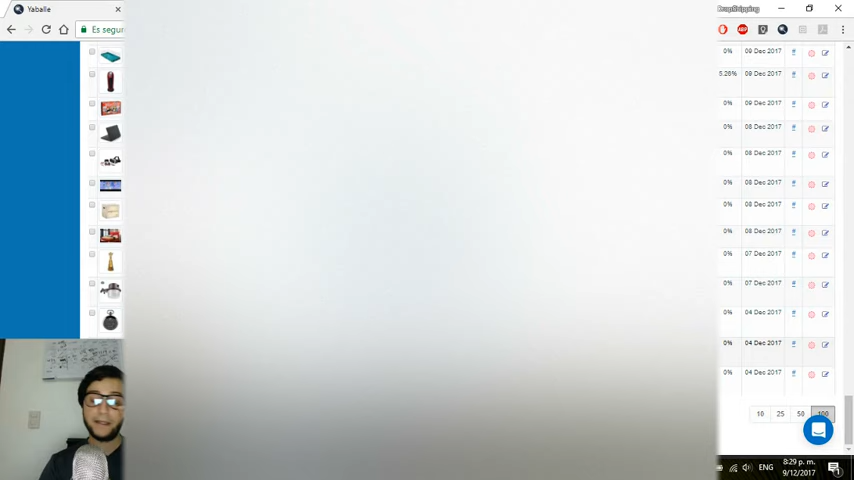 Yaballe
DropShipping
Es segur
ABP
0% 09 Dec 2017 #
5.26% 09 Dec 2017 #
0% 09 Dec 2017 #
0% 08 Dec 2017 #
0% 08 Dec 2017 #
0% 08 Dec 2017 #
0% 08 Dec 2017 #
0% 08 Dec 2017 #
0% 07 Dec 2017 #
0% 07 Dec 2017 #
0% 04 Dec 2017 #
0% 04 Dec 2017 #
0% 04 Dec 2017 #
10 25 50 100
ENG
8:29 p. m.
9/12/2017